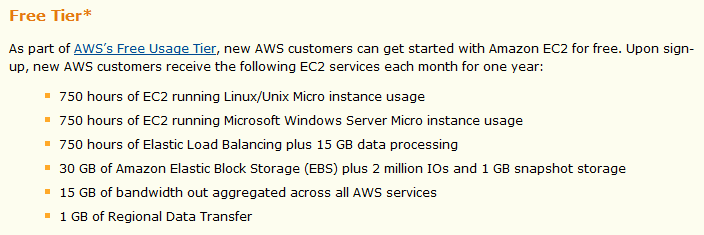 Free Tier*
As part of AWS's Free Usage Tier, new AWS customers can get started with Amazon EC2 for free. Upon sign-
up, new AWS customers receive the following EC2 services each month for one year:
750 hours of EC2 running Linux/Unix Micro instance usage
750 hours of EC2 running Microsoft Windows Server Micro instance usage
750 hours of Elastic Load Balancing plus 15 GB data processing
30 GB of Amazon Elastic Block Storage (EBS) plus 2 million IOs and 1 GB snapshot storage
15 GB of bandwidth out aggregated across all AWS services
1 GB of Regional Data Transfer